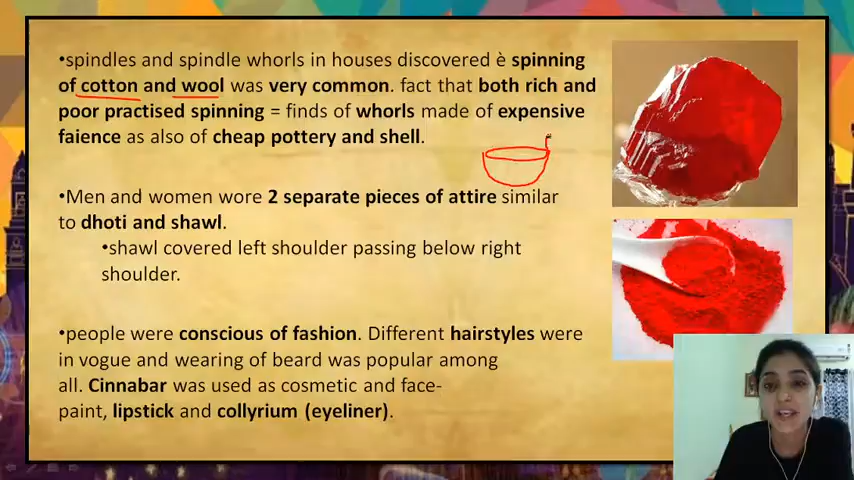 •spindles and spindle whorls in houses discovered è spinning
of cotton and wool was very common. fact that both rich and
poor practised spinning = finds of whorls made of expensive
faience as also of cheap pottery and shell.
•Men and women wore 2 separate pieces of attire similar
to dhoti and shawl.
•shawl covered left shoulder passing below right
shoulder.
•people were conscious of fashion. Different hairstyles were
in vogue and wearing of beard was popular among
all. Cinnabar was used as cosmetic and face-
paint, lipstick and collyrium (eyeliner).